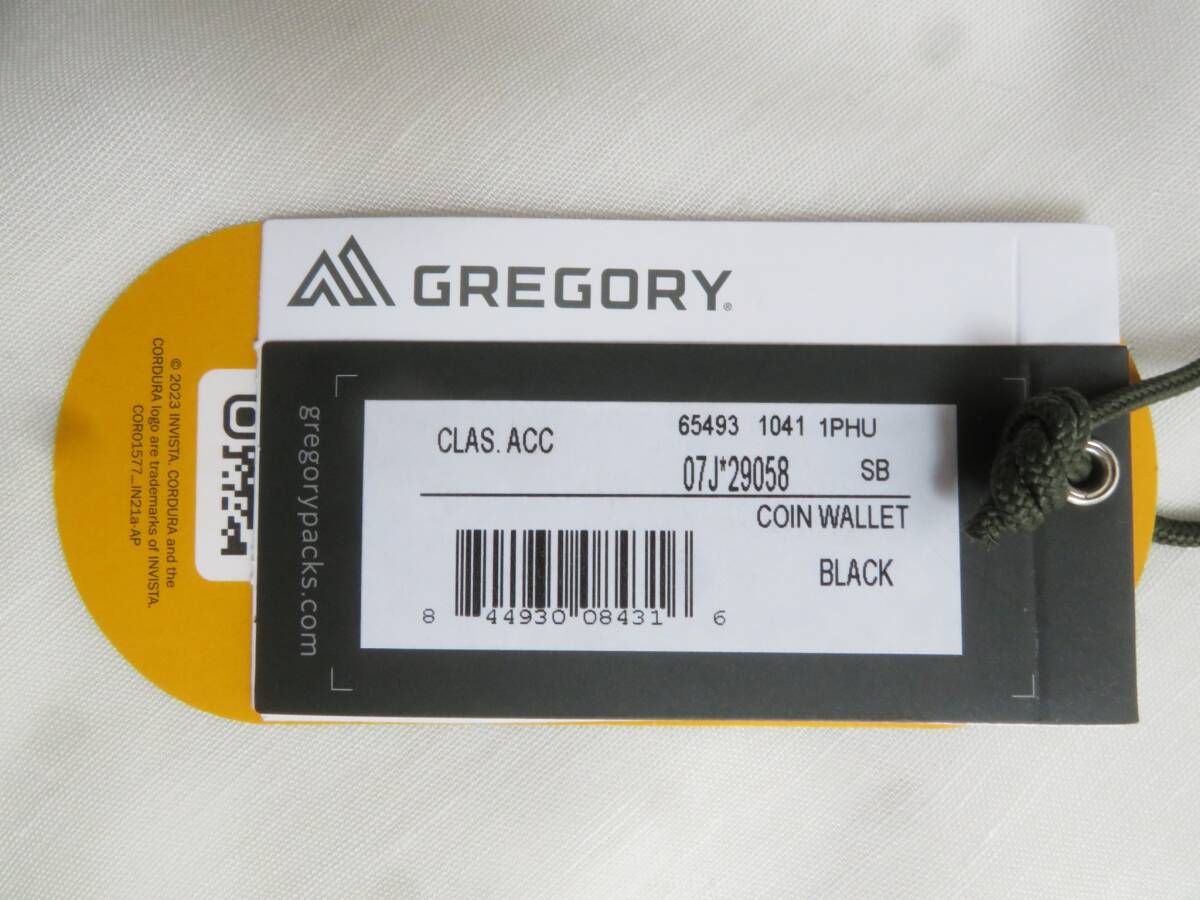 GREGORY®
gregorypacks.com
CLAS. ACC 65493 1041 1PHU
07J*29058 SB
COIN WALLET
BLACK
8 44930 08431 6
© 2023 INVISTA. CORDURA and the
CORDURA logo are trademarks of INVISTA.
COR01577_IN21a-AP